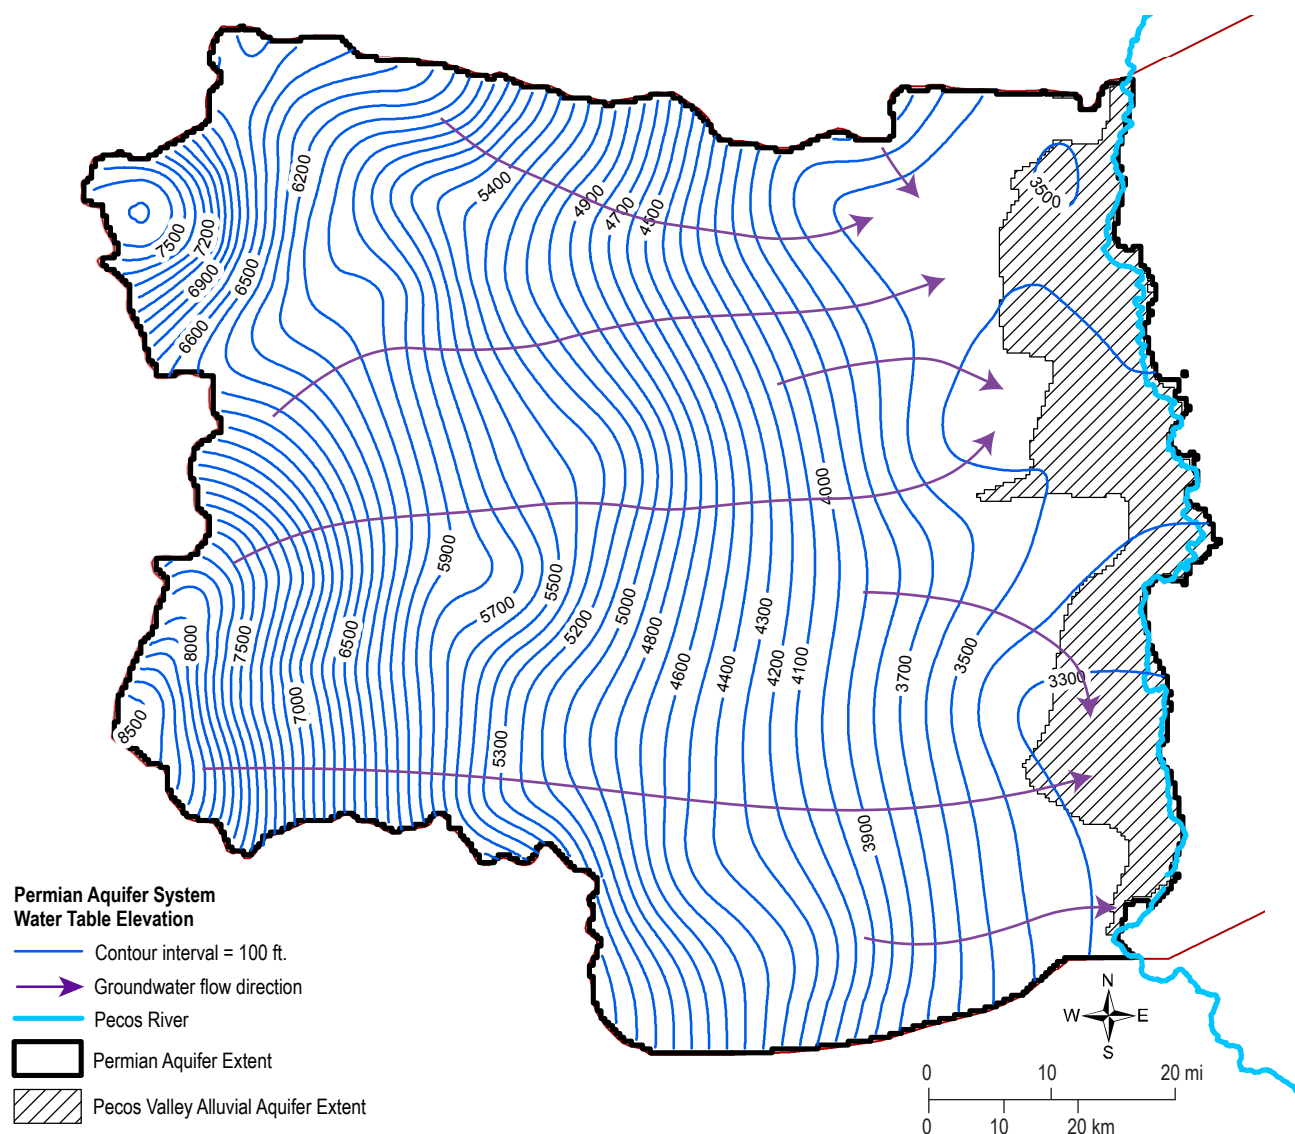 6200
5400
4900
4700
4500
3500
7500
7200
6900
6500
6600
4000
5900
5500
5700
5200
5000
4800
4600
4400
4300
4200
4100
3700
3500
3300
8000
7500
6500
7000
8500
5300
3900
Permian Aquifer System
Water Table Elevation
Contour interval = 100 ft.
Groundwater flow direction
Pecos River
Permian Aquifer Extent
Pecos Valley Alluvial Aquifer Extent
N
W E
S
0 10 20 mi
0 10 20 km